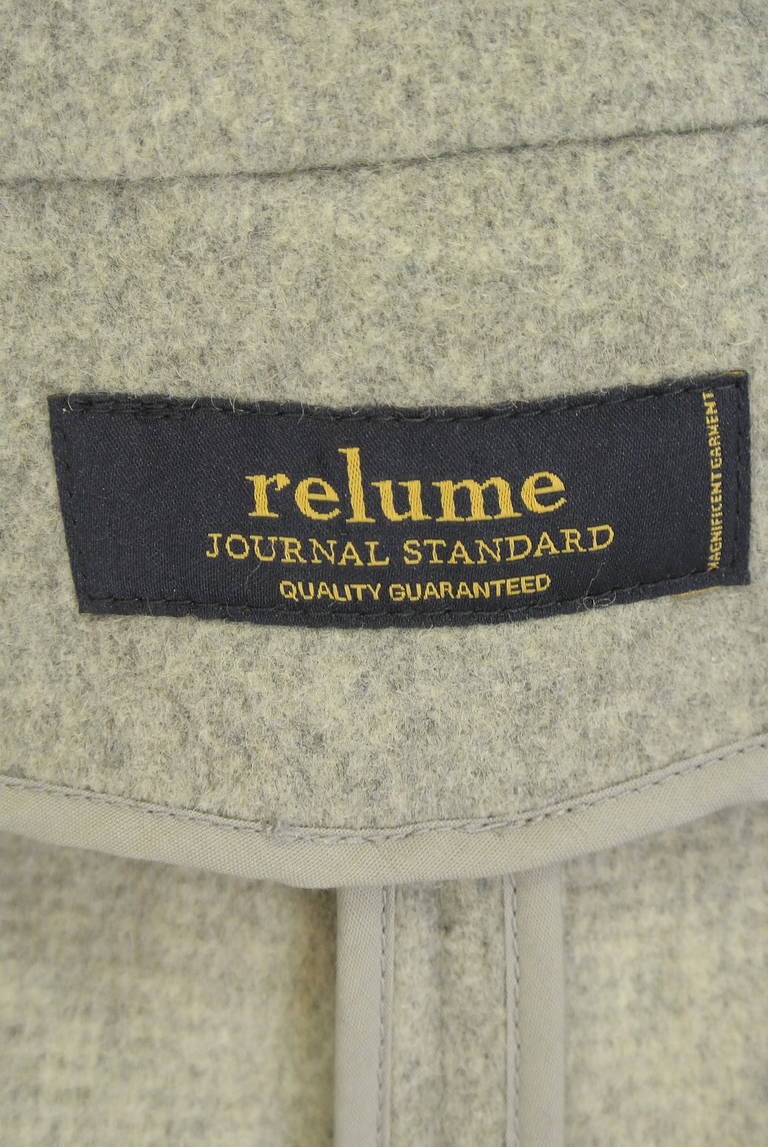 relume
JOURNAL STANDARD
QUALITY GUARANTEED
MAGNIFICENT GARMENT